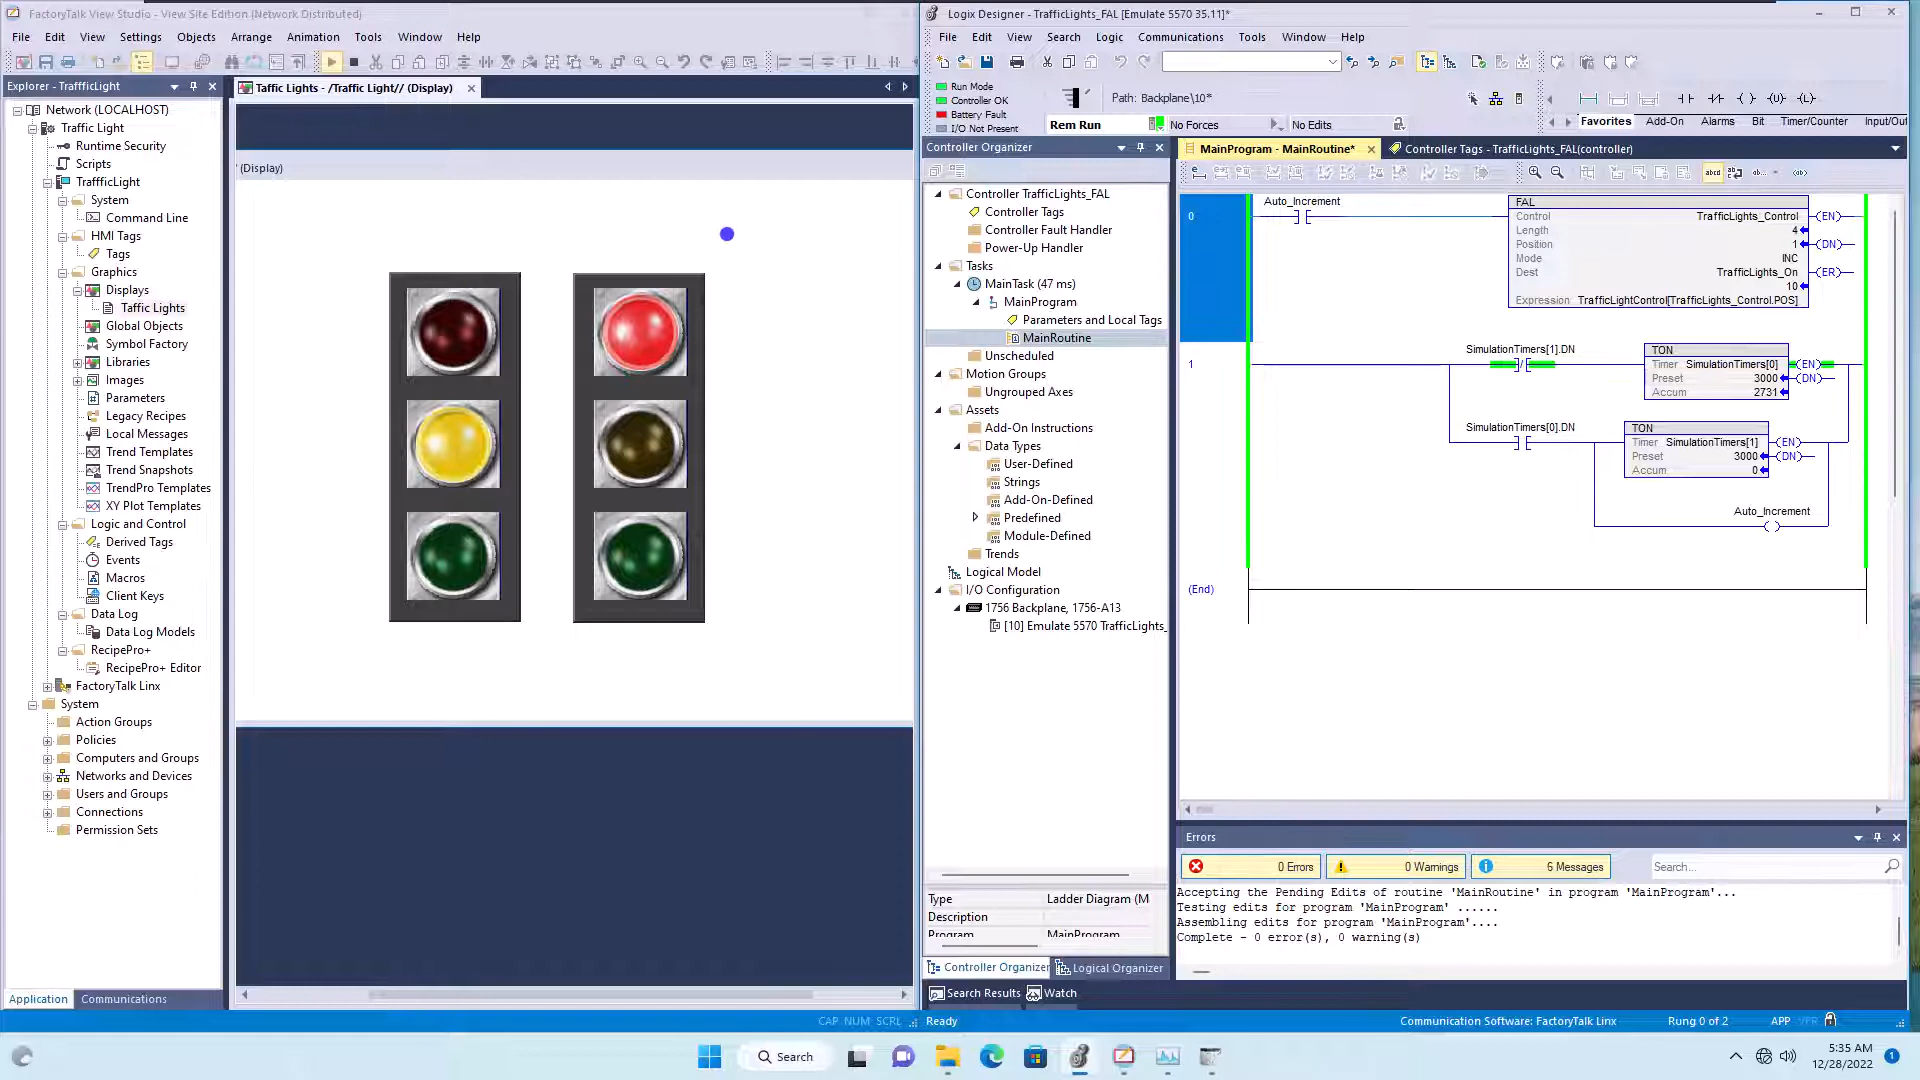 FactoryTalk View Studio - View Site Edition (Network Distributed)
File Edit View Settings Objects Arrange Animation Tools Window Help
Explorer - TraffficLight
Network (LOCALHOST)
Traffic Light
Runtime Security
Scripts
TraffficLight
System
Command Line
HMI Tags
Tags
Graphics
Displays
Taffic Lights
Global Objects
Symbol Factory
Libraries
Images
Parameters
Legacy Recipes
Local Messages
Trend Templates
Trend Snapshots
TrendPro Templates
XY Plot Templates
Logic and Control
Derived Tags
Events
Macros
Client Keys
Data Log
Data Log Models
RecipePro+
RecipePro+ Editor
FactoryTalk Linx
System
Action Groups
Policies
Computers and Groups
Networks and Devices
Users and Groups
Connections
Permission Sets
Application Communications
Taffic Lights - /Traffic Light// (Display)
(Display)
CAP NUM SCRL
Logix Designer - TrafficLights_FAL [Emulate 5570 35.11]*
File Edit View Search Logic Communications Tools Window Help
Run Mode
Controller OK
Battery Fault
I/O Not Present
Path: Backplane\10*
Rem Run No Forces No Edits
Favorites Add-On Alarms Bit Timer/Counter Input/Out
Controller Organizer
Controller TrafficLights_FAL
Controller Tags
Controller Fault Handler
Power-Up Handler
Tasks
MainTask (47 ms)
MainProgram
Parameters and Local Tags
MainRoutine
Unscheduled
Motion Groups
Ungrouped Axes
Assets
Add-On Instructions
Data Types
User-Defined
Strings
Add-On-Defined
Predefined
Module-Defined
Trends
Logical Model
I/O Configuration
1756 Backplane, 1756-A13
[10] Emulate 5570 TrafficLights_
Type Ladder Diagram (M
Description
Program MainProgram
Controller Organizer Logical Organizer
MainProgram - MainRoutine* Controller Tags - TrafficLights_FAL(controller)
0
Auto_Increment
FAL
Control TrafficLights_Control
Length 4
Position 1
Mode INC
Dest TrafficLights_On
10
Expression TrafficLightControl[TrafficLights_Control.POS]
(EN)
(DN)
(ER)
1
SimulationTimers[1].DN
TON
Timer SimulationTimers[0]
Preset 3000
Accum 2731
(EN)
(DN)
SimulationTimers[0].DN
TON
Timer SimulationTimers[1]
Preset 3000
Accum 0
(EN)
(DN)
Auto_Increment
(End)
Errors
0 Errors 0 Warnings 6 Messages Search...
Accepting the Pending Edits of routine 'MainRoutine' in program 'MainProgram'...
Testing edits for program 'MainProgram' ......
Assembling edits for program 'MainProgram'....
Complete - 0 error(s), 0 warning(s)
Search Results Watch
Ready Communication Software: FactoryTalk Linx Rung 0 of 2 APP VFR
Search
5:35 AM
12/28/2022
1